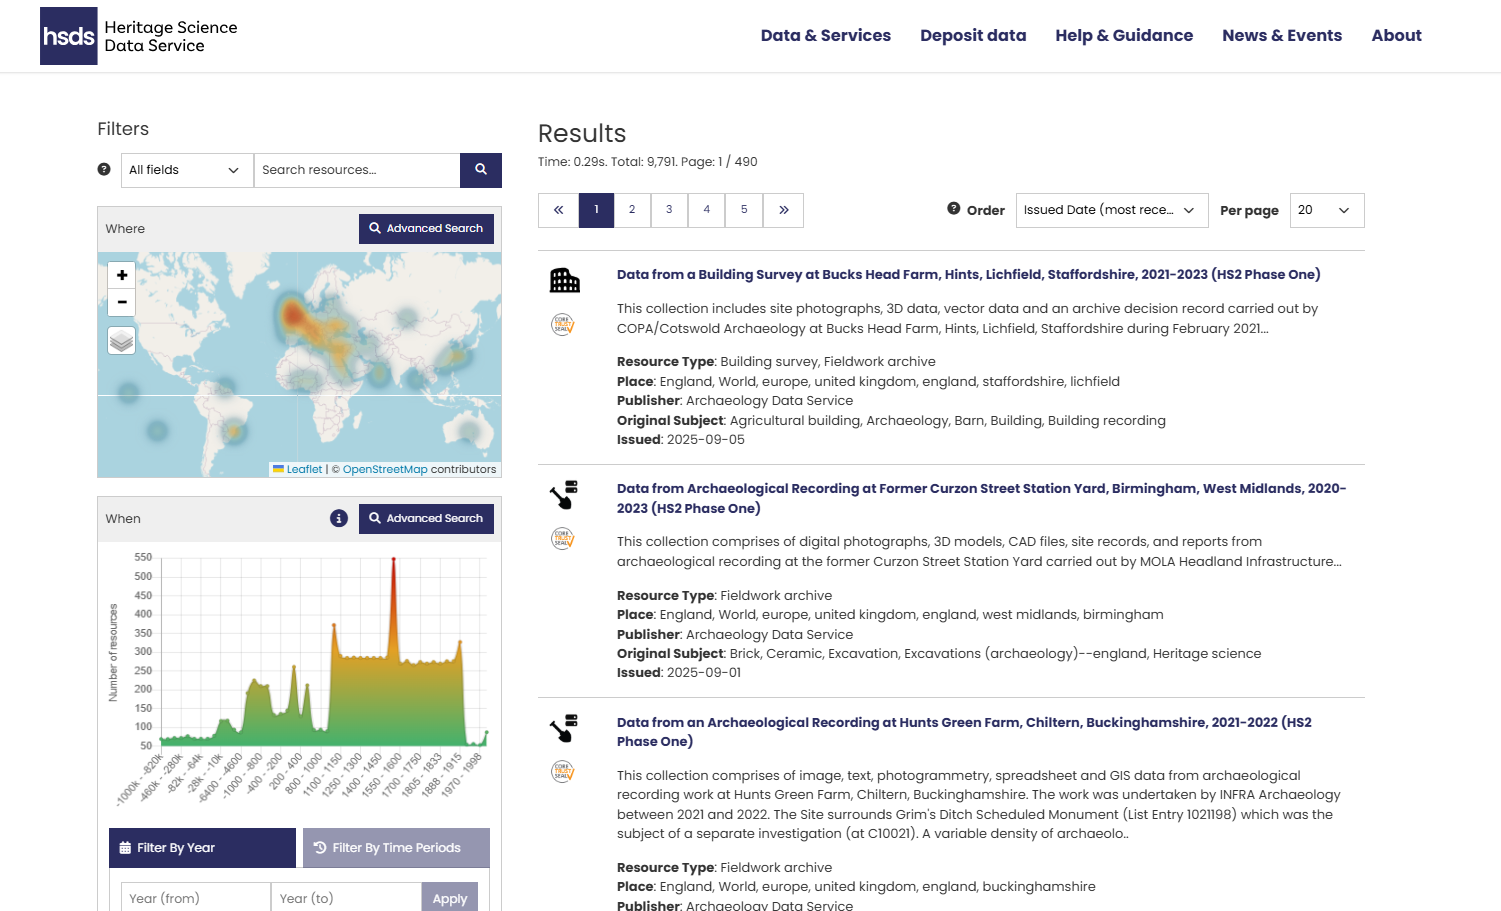 hsds Heritage Science
Data Service
Data & Services Deposit data Help & Guidance News & Events About
Filters
All fields Search resources...
Where Advanced Search
+
−
Leaflet | © OpenStreetMap contributors
When Advanced Search
Number of resources
550
500
450
400
350
300
250
200
150
100
50
-1000k - -820k
-460k - -280k
-82k - -64k
-28k - -10k
-6400 - -4600
-1000 - -800
-400 - -200
200 - 400
800 - 1000
1100 - 1150
1250 - 1300
1400 - 1450
1550 - 1600
1700 - 1750
1805 - 1833
1888 - 1915
1970 - 1998
Filter By Year Filter By Time Periods
Year (from) Year (to) Apply
Results
Time: 0.29s. Total: 9,791. Page: 1 / 490
« 1 2 3 4 5 »
Order Issued Date (most rece... Per page 20
Data from a Building Survey at Bucks Head Farm, Hints, Lichfield, Staffordshire, 2021-2023 (HS2 Phase One)
CORE TRUST SEAL
This collection includes site photographs, 3D data, vector data and an archive decision record carried out by
COPA/Cotswold Archaeology at Bucks Head Farm, Hints, Lichfield, Staffordshire during February 2021...
Resource Type: Building survey, Fieldwork archive
Place: England, World, europe, united kingdom, england, staffordshire, lichfield
Publisher: Archaeology Data Service
Original Subject: Agricultural building, Archaeology, Barn, Building, Building recording
Issued: 2025-09-05
Data from Archaeological Recording at Former Curzon Street Station Yard, Birmingham, West Midlands, 2020-
2023 (HS2 Phase One)
CORE TRUST SEAL
This collection comprises of digital photographs, 3D models, CAD files, site records, and reports from
archaeological recording at the former Curzon Street Station Yard carried out by MOLA Headland Infrastructure...
Resource Type: Fieldwork archive
Place: England, World, europe, united kingdom, england, west midlands, birmingham
Publisher: Archaeology Data Service
Original Subject: Brick, Ceramic, Excavation, Excavations (archaeology)--england, Heritage science
Issued: 2025-09-01
Data from an Archaeological Recording at Hunts Green Farm, Chiltern, Buckinghamshire, 2021-2022 (HS2
Phase One)
CORE TRUST SEAL
This collection comprises of image, text, photogrammetry, spreadsheet and GIS data from archaeological
recording work at Hunts Green Farm, Chiltern, Buckinghamshire. The work was undertaken by INFRA Archaeology
between 2021 and 2022. The Site surrounds Grim's Ditch Scheduled Monument (List Entry 1021198) which was the
subject of a separate investigation (at C10021). A variable density of archaeolo..
Resource Type: Fieldwork archive
Place: England, World, europe, united kingdom, england, buckinghamshire
Publisher: Archaeology Data Service